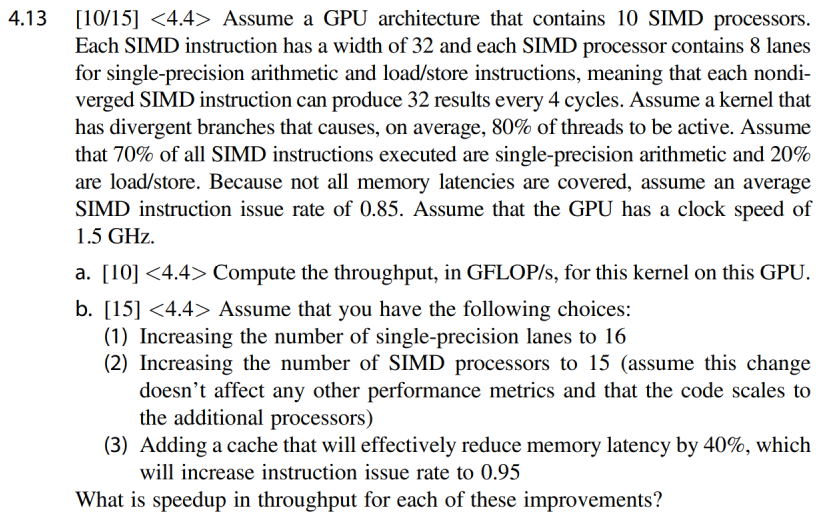 4.13 [10/15] <4.4> Assume a GPU architecture that contains 10 SIMD processors.
Each SIMD instruction has a width of 32 and each SIMD processor contains 8 lanes
for single-precision arithmetic and load/store instructions, meaning that each nondi-
verged SIMD instruction can produce 32 results every 4 cycles. Assume a kernel that
has divergent branches that causes, on average, 80% of threads to be active. Assume
that 70% of all SIMD instructions executed are single-precision arithmetic and 20%
are load/store. Because not all memory latencies are covered, assume an average
SIMD instruction issue rate of 0.85. Assume that the GPU has a clock speed of
1.5 GHz.
a. [10] <4.4> Compute the throughput, in GFLOP/s, for this kernel on this GPU.
b. [15] <4.4> Assume that you have the following choices:
(1) Increasing the number of single-precision lanes to 16
(2) Increasing the number of SIMD processors to 15 (assume this change
doesn’t affect any other performance metrics and that the code scales to
the additional processors)
(3) Adding a cache that will effectively reduce memory latency by 40%, which
will increase instruction issue rate to 0.95
What is speedup in throughput for each of these improvements?